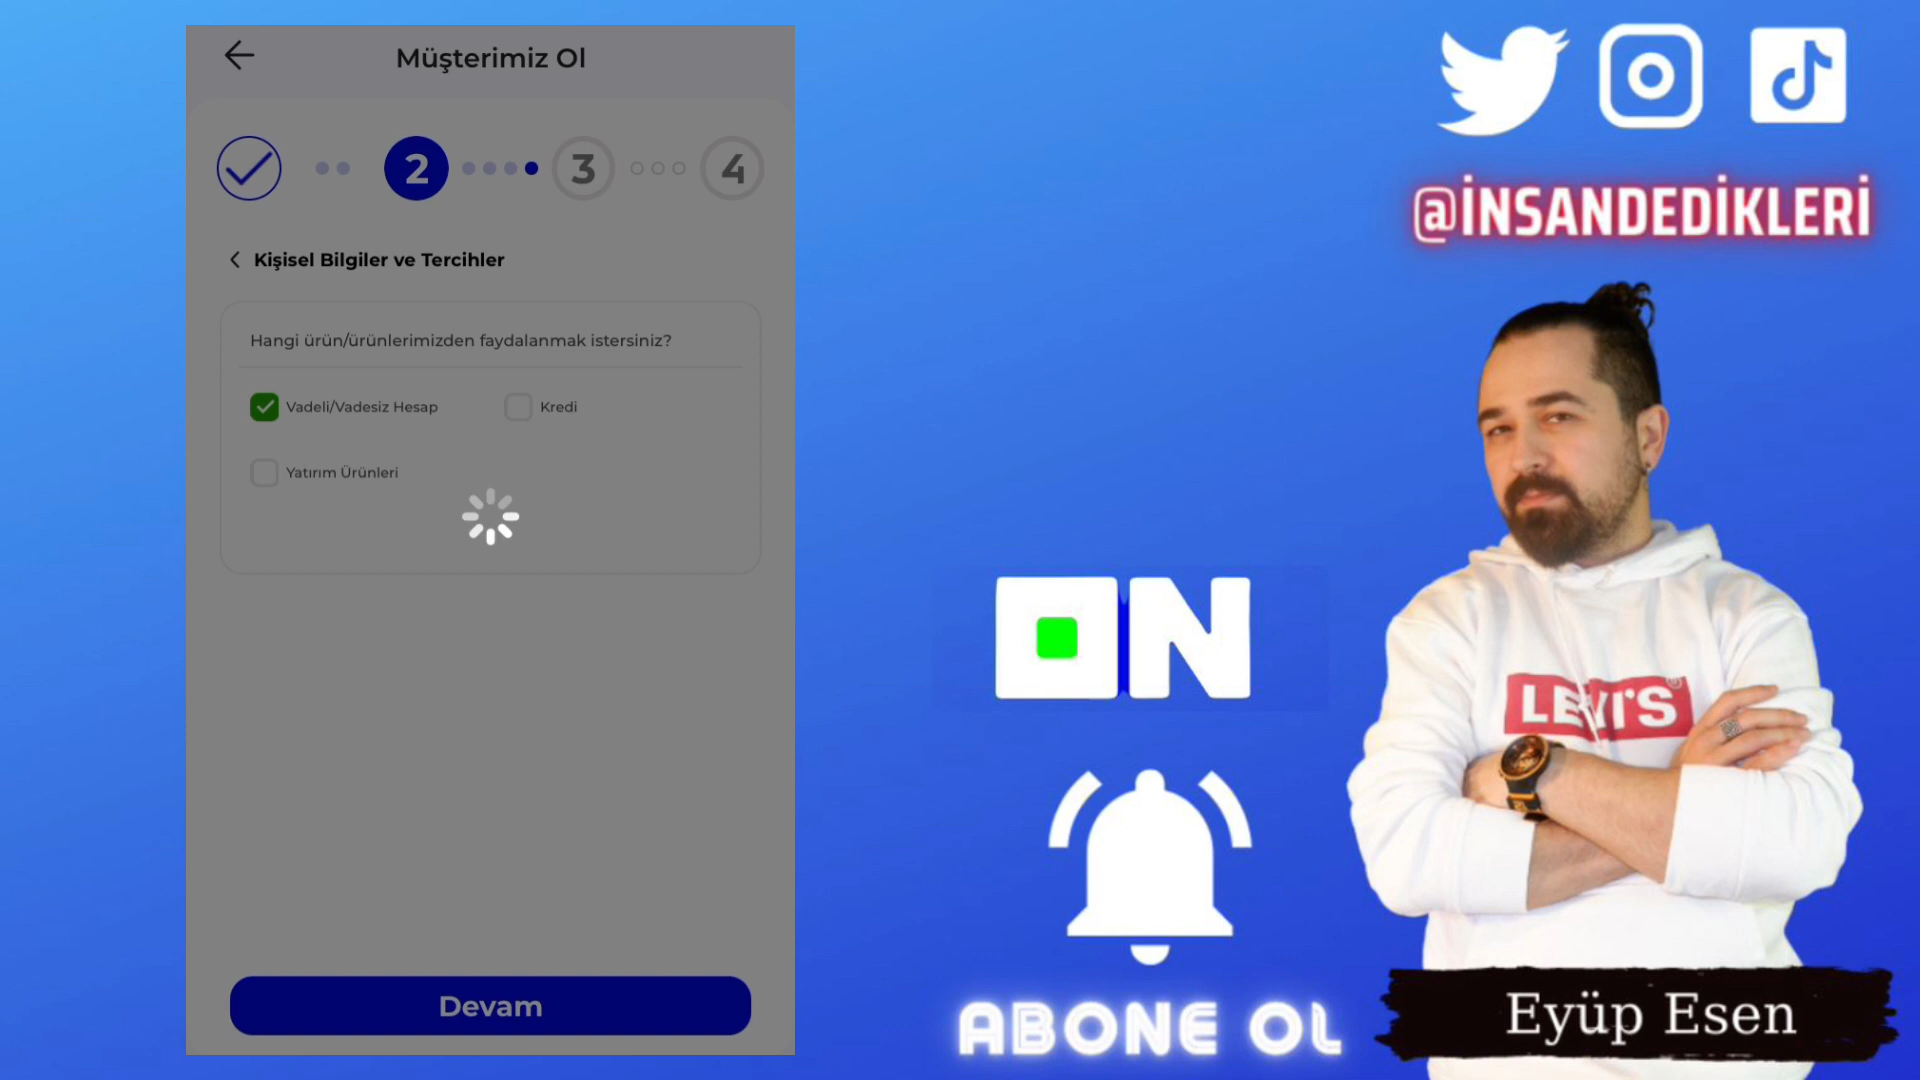 Müşterimiz Ol
2
3
4
Kişisel Bilgiler ve Tercihler
Hangi ürün/ürünlerimizden faydalanmak istersiniz?
Vadeli/Vadesiz Hesap
Kredi
Yatırım Ürünleri
Devam
@İNSANDEDİKLERİ
LEVI'S®
ON
ABONE OL
Eyüp Esen